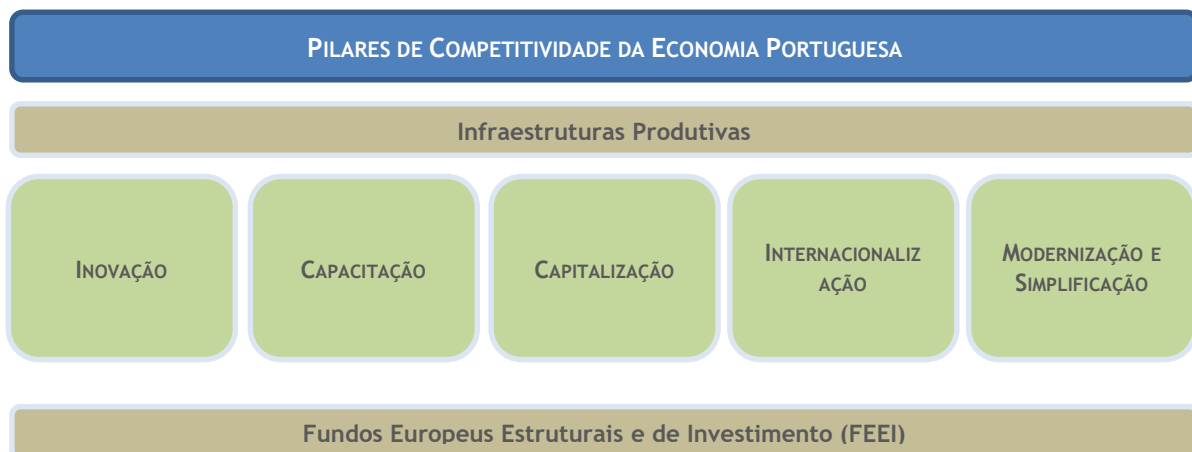 PILARES DE COMPETITIVIDADE DA ECONOMIA PORTUGUESA
Infraestruturas Produtivas
INOVAÇÃO
CAPACITAÇÃO
CAPITALIZAÇÃO
INTERNACIONALIZ
AÇÃO
MODERNIZAÇÃO E
SIMPLIFICAÇÃO
Fundos Europeus Estruturais e de Investimento (FEEI)